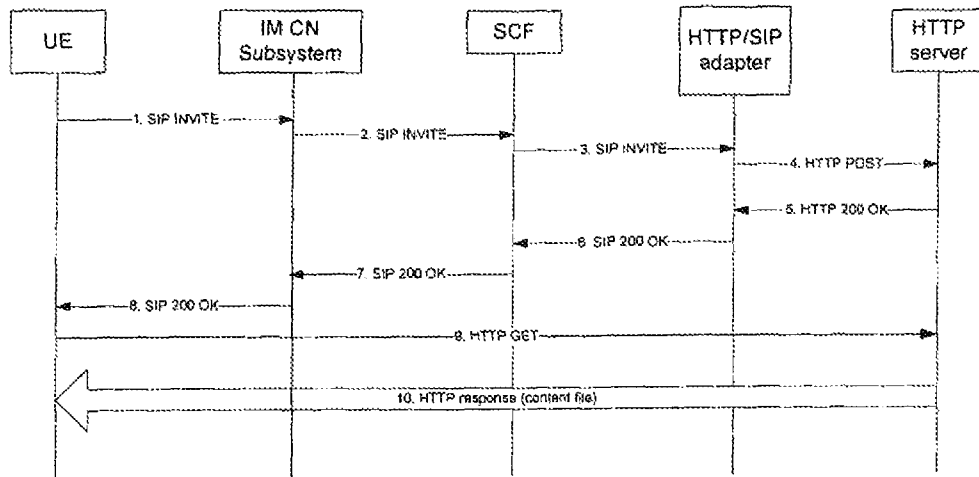 UE
IM CN
Subsystem
SCF
HTTP/SIP
adapter
HTTP
server
1. SIP INVITE
2. SIP INVITE
3. SIP INVITE
4. HTTP POST
5. HTTP 200 OK
6. SIP 200 OK
7. SIP 200 OK
8. SIP 200 OK
9. HTTP GET
10. HTTP response (content file)